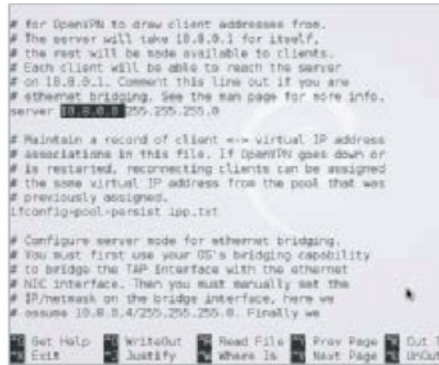 # for OpenVPN to draw client addresses from.
# The server will take 10.8.0.1 for itself,
# the rest will be made available to clients.
# Each client will be able to reach the server
# on 10.8.0.1. Comment this line out if you are
# ethernet bridging. See the man page for more info.
server 10.8.0.0 255.255.255.0
# Maintain a record of client <-> virtual IP address
# associations in this file. If OpenVPN goes down or
# is restarted, reconnecting clients can be assigned
# the same virtual IP address from the pool that was
# previously assigned.
ifconfig-pool-persist ipp.txt
# Configure server mode for ethernet bridging.
# You must first use your OS's bridging capability
# to bridge the TAP interface with the ethernet
# NIC interface. Then you must manually set the
# IP/netmask on the bridge interface, here we
# assume 10.8.0.4/255.255.255.0. Finally we
^G Get Help ^O WriteOut ^R Read File ^Y Prev Page ^K Cut T
^X Exit ^J Justify ^W Where Is ^V Next Page ^U UnCut